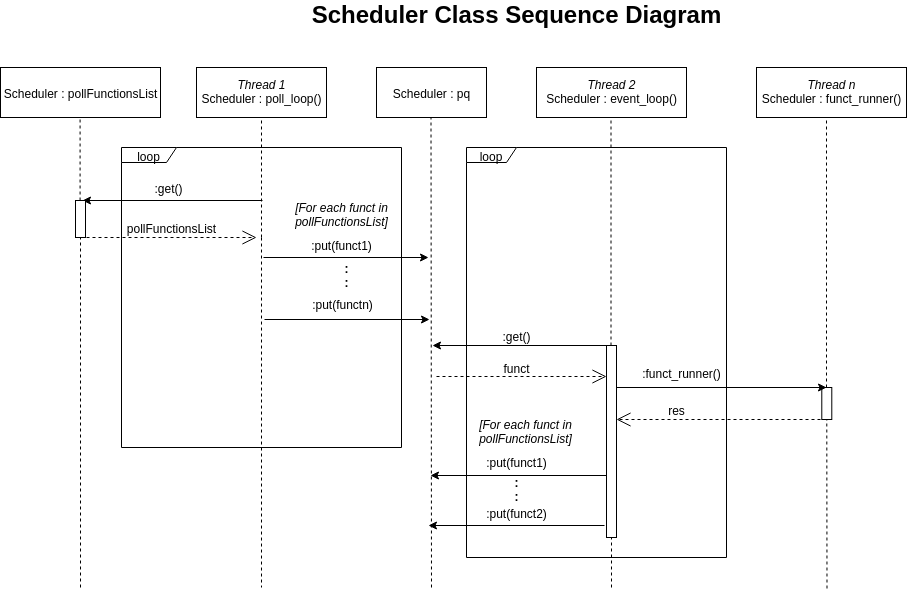 Scheduler Class Sequence Diagram
Scheduler : pollFunctionsList
Thread 1
Scheduler : poll_loop()
Scheduler : pq
Thread 2
Scheduler : event_loop()
Thread n
Scheduler : funct_runner()
loop
loop
:get()
[For each funct in
pollFunctionsList]
pollFunctionsList
:put(funct1)
:put(functn)
:get()
funct
:funct_runner()
res
[For each funct in
pollFunctionsList]
:put(funct1)
:put(funct2)